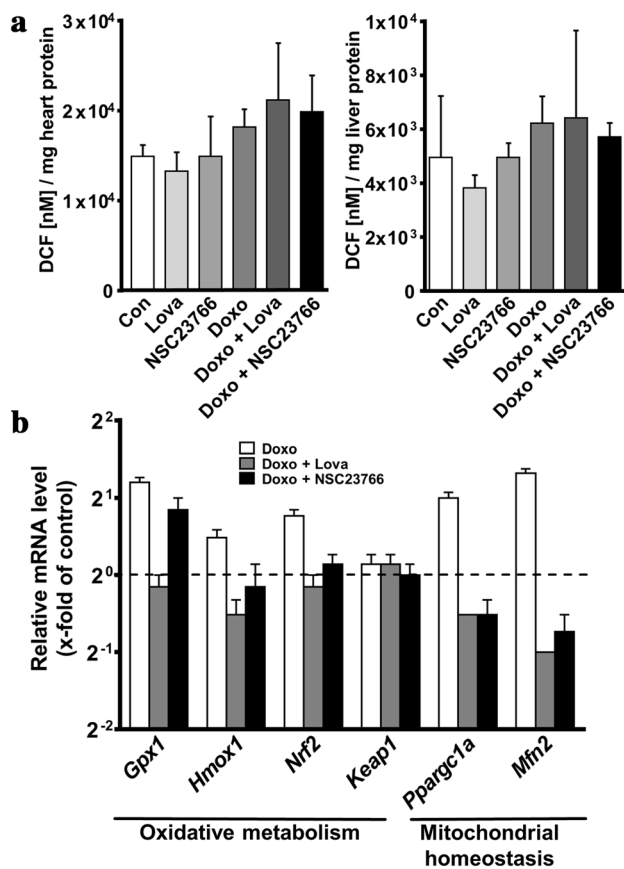 a
DCF [nM] / mg heart protein
3×10⁴
2×10⁴
1×10⁴
0
Con
Lova
NSC23766
Doxo
Doxo + Lova
Doxo + NSC23766
DCF [nM] / mg liver protein
1×10⁴
8×10³
6×10³
4×10³
2×10³
0
Con
Lova
NSC23766
Doxo
Doxo + Lova
Doxo + NSC23766
b
Relative mRNA level
(x-fold of control)
2²
2¹
2⁰
2⁻¹
2⁻²
Doxo
Doxo + Lova
Doxo + NSC23766
Gpx1
Hmox1
Nrf2
Keap1
Ppargc1a
Mfn2
Oxidative metabolism
Mitochondrial
homeostasis